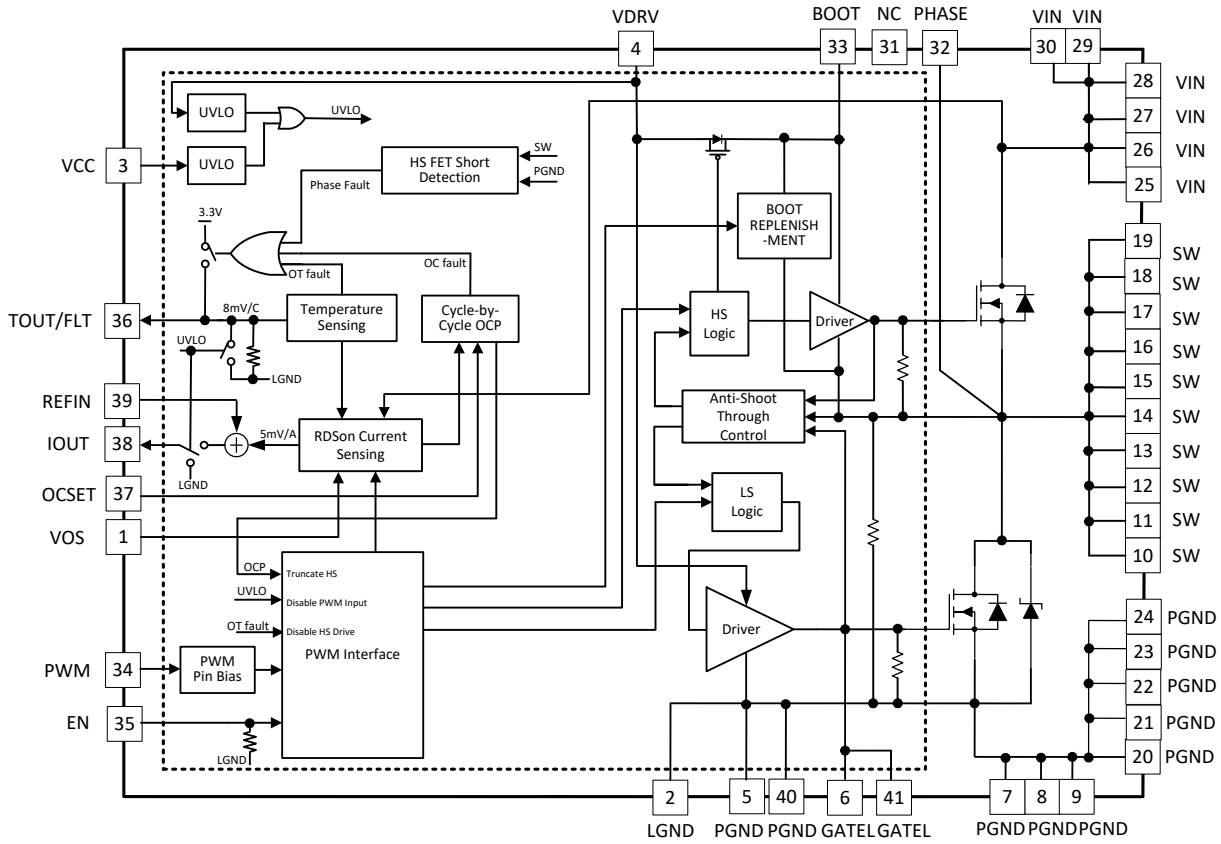 VDRV
4
BOOT
33
NC
31
PHASE
32
VIN
30
VIN
29
28
VIN
27
VIN
26
VIN
25
VIN
UVLO
UVLO
VCC
3
UVLO
HS FET Short
Detection
SW
PGND
Phase Fault
3.3V
OC fault
OT fault
BOOT
REPLENISH
-MENT
19
SW
18
SW
17
SW
16
SW
15
SW
14
SW
13
SW
12
SW
11
SW
10
SW
TOUT/FLT
36
8mV/C
Temperature
Sensing
Cycle-by-
Cycle OCP
HS
Logic
Driver
UVLO
LGND
REFIN
39
IOUT
38
5mV/A
RDSon Current
Sensing
Anti-Shoot
Through
Control
LGND
OCSET
37
LS
Logic
VOS
1
OCP
Truncate HS
UVLO
Disable PWM Input
OT fault
Disable HS Drive
PWM Interface
Driver
PWM
34
PWM
Pin Bias
EN
35
LGND
24
PGND
23
PGND
22
PGND
21
PGND
20
PGND
2
5
40
6
41
7
8
9
LGND
PGND
PGND
GATEL
GATEL
PGND
PGND
PGND